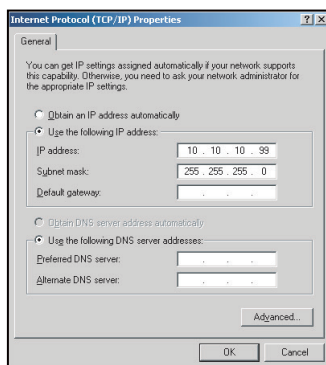 Internet Protocol (TCP/IP) Properties
General
You can get IP settings assigned automatically if your network supports
this capability. Otherwise, you need to ask your network administrator for
the appropriate IP settings.
Obtain an IP address automatically
Use the following IP address:
IP address: 10 . 10 . 10 . 99
Subnet mask: 255 . 255 . 255 . 0
Default gateway: . . .
Obtain DNS server address automatically
Use the following DNS server addresses:
Preferred DNS server: . . .
Alternate DNS server: . . .
Advanced...
OK Cancel